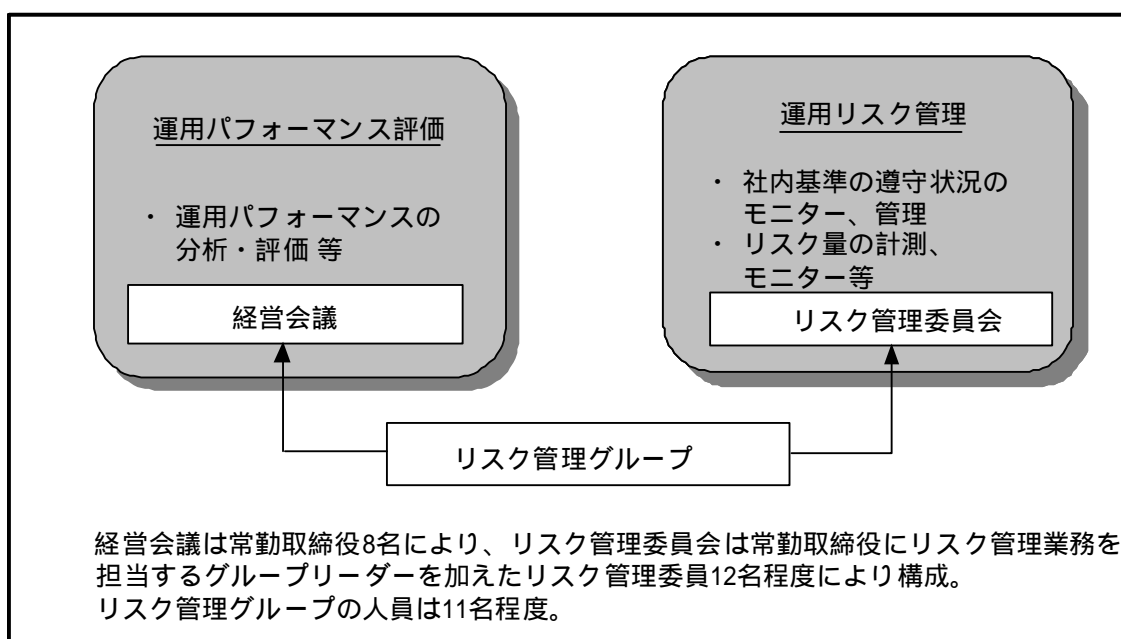 運用パフォーマンス評価
・ 運用パフォーマンスの
分析・評価 等
経営会議
運用リスク管理
・ 社内基準の遵守状況の
モニター、管理
・ リスク量の計測、
モニター等
リスク管理委員会
リスク管理グループ
経営会議は常勤取締役8名により、リスク管理委員会は常勤取締役にリスク管理業務を
担当するグループリーダーを加えたリスク管理委員12名程度により構成。
リスク管理グループの人員は11名程度。